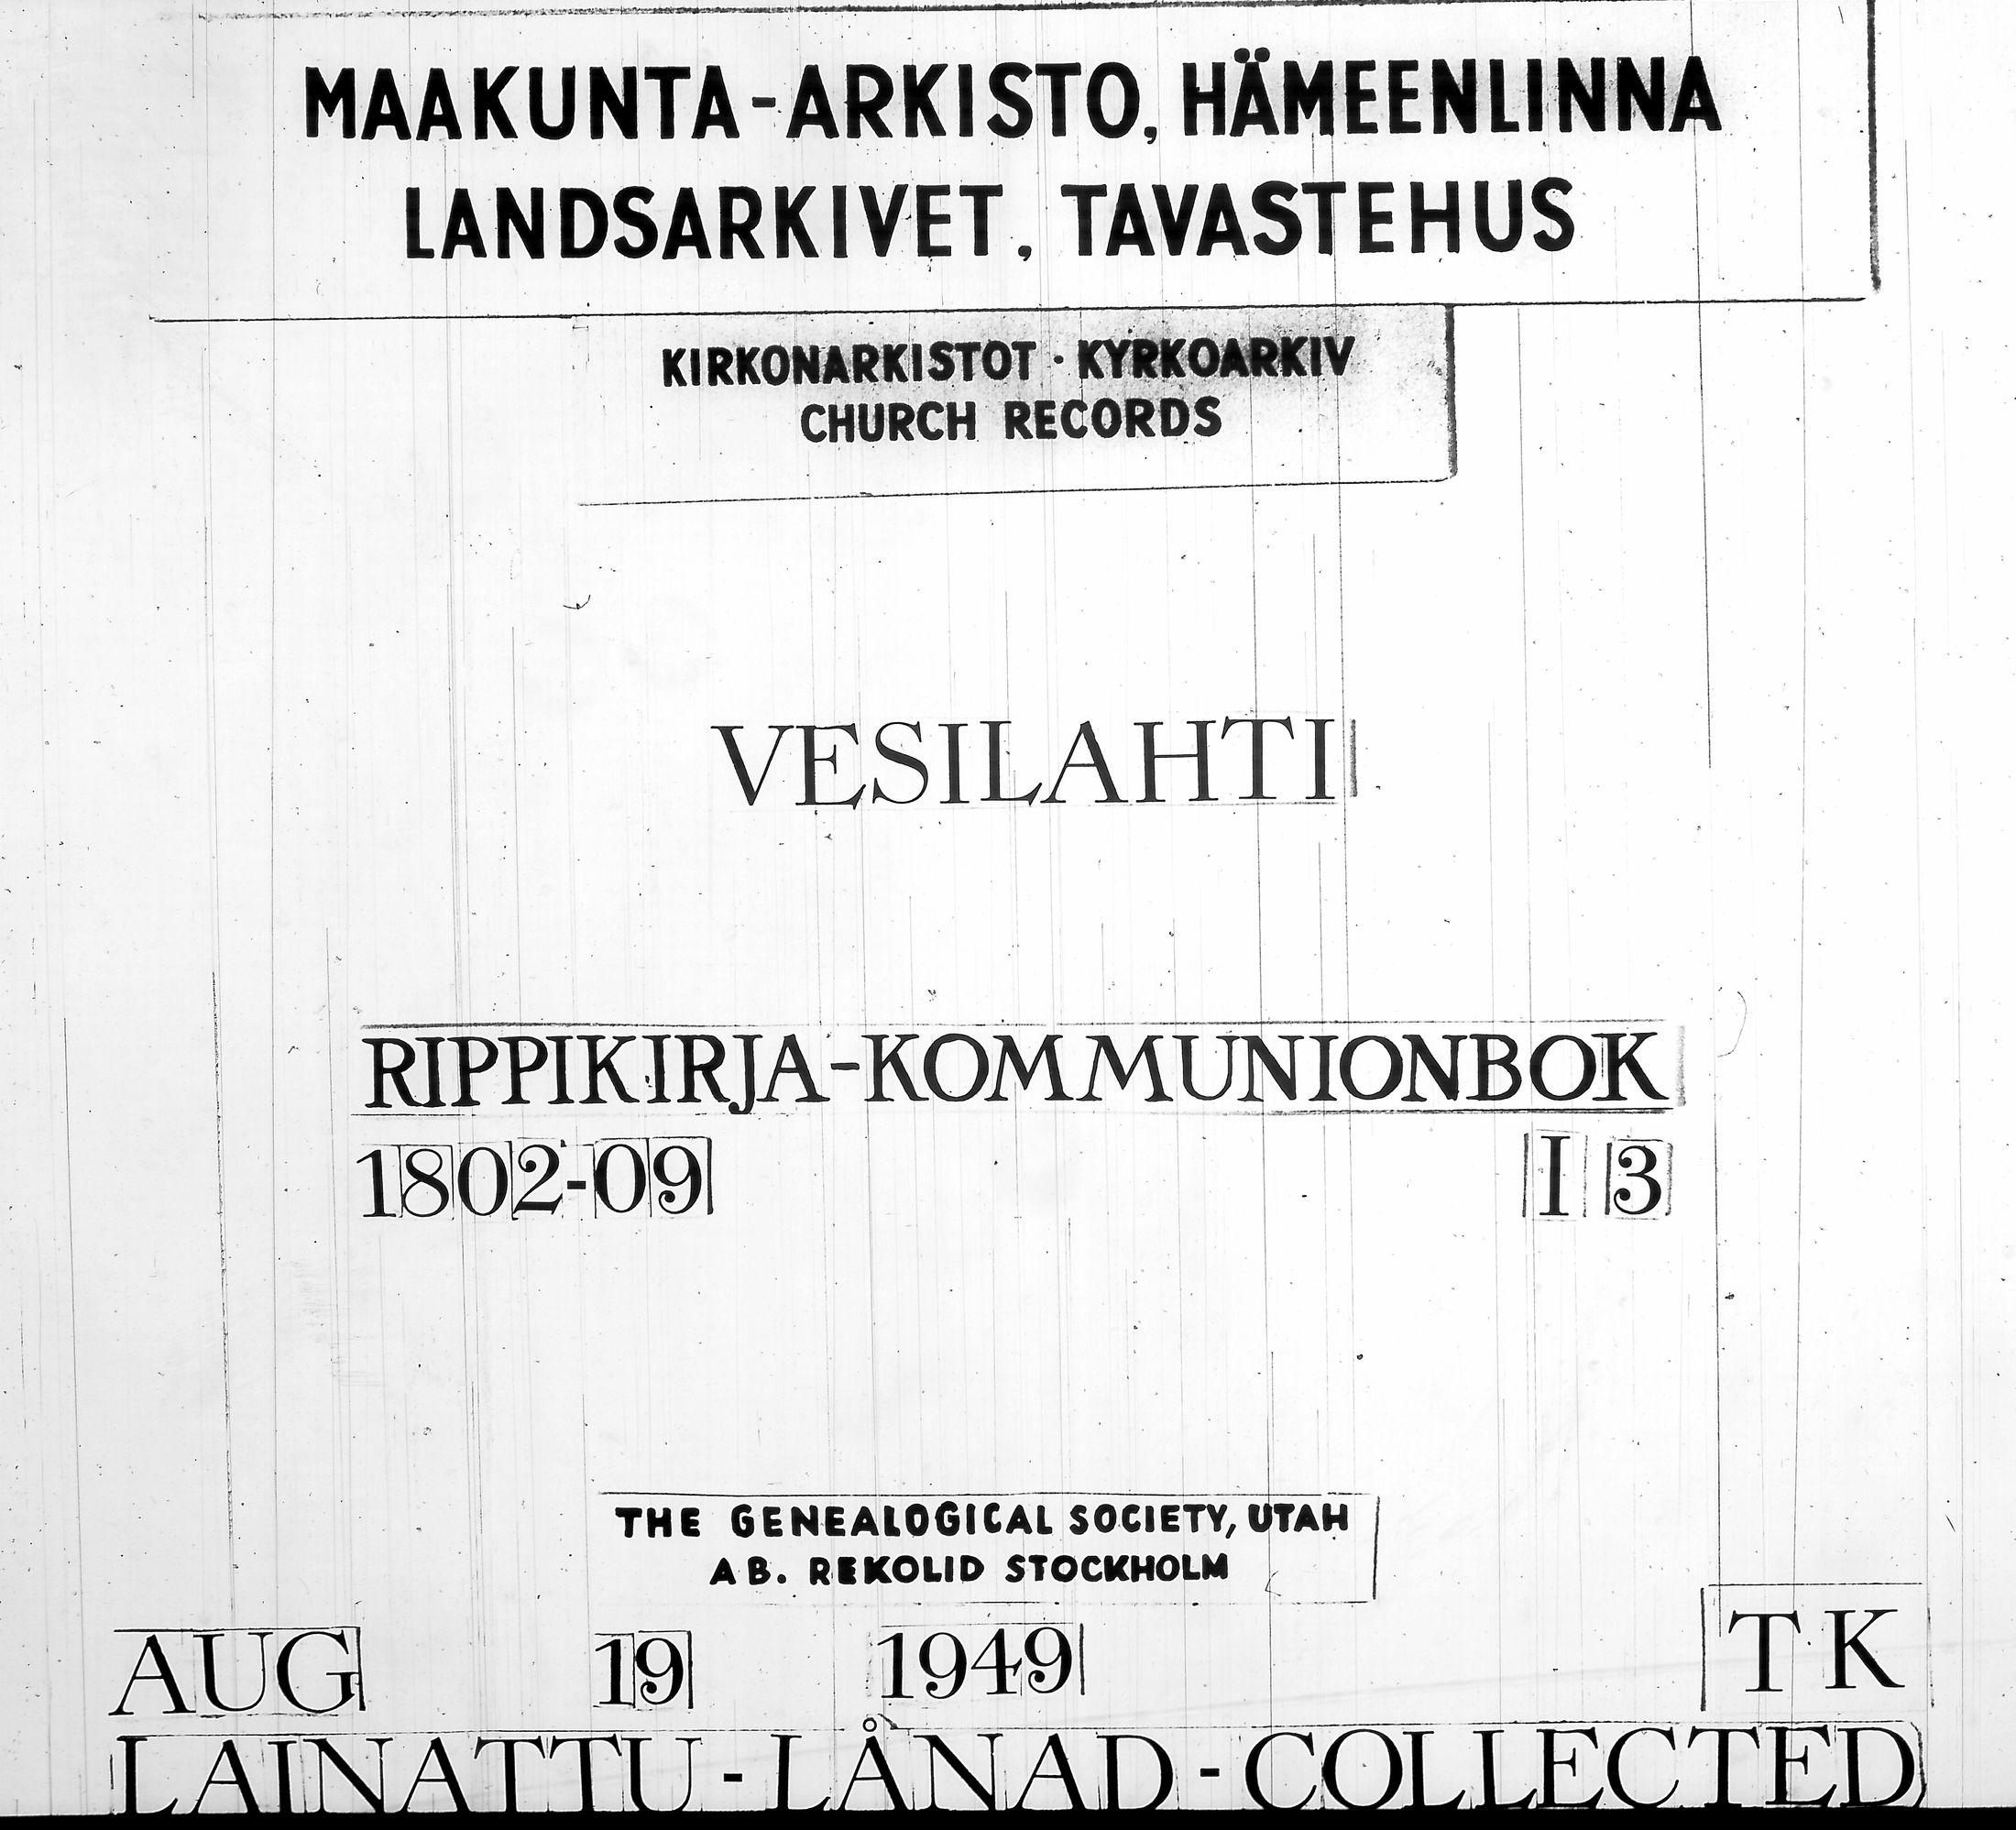 MAAKUNTA-ARKISTO, HÄMEENLINNA
LANDSARKIVET, TAVASTEHUS
KIRKONARKISTOT · KYRKOARKIV
CHURCH RECORDS
VESILAHTI
RIPPIKIRJA-KOMMUNIONBOK
1802-09 I 3
THE GENEALOGICAL SOCIETY, UTAH
AB. REKOLID STOCKHOLM
AUG 19 1949 T K
LAINATTU - LÅNAD - COLLECTED